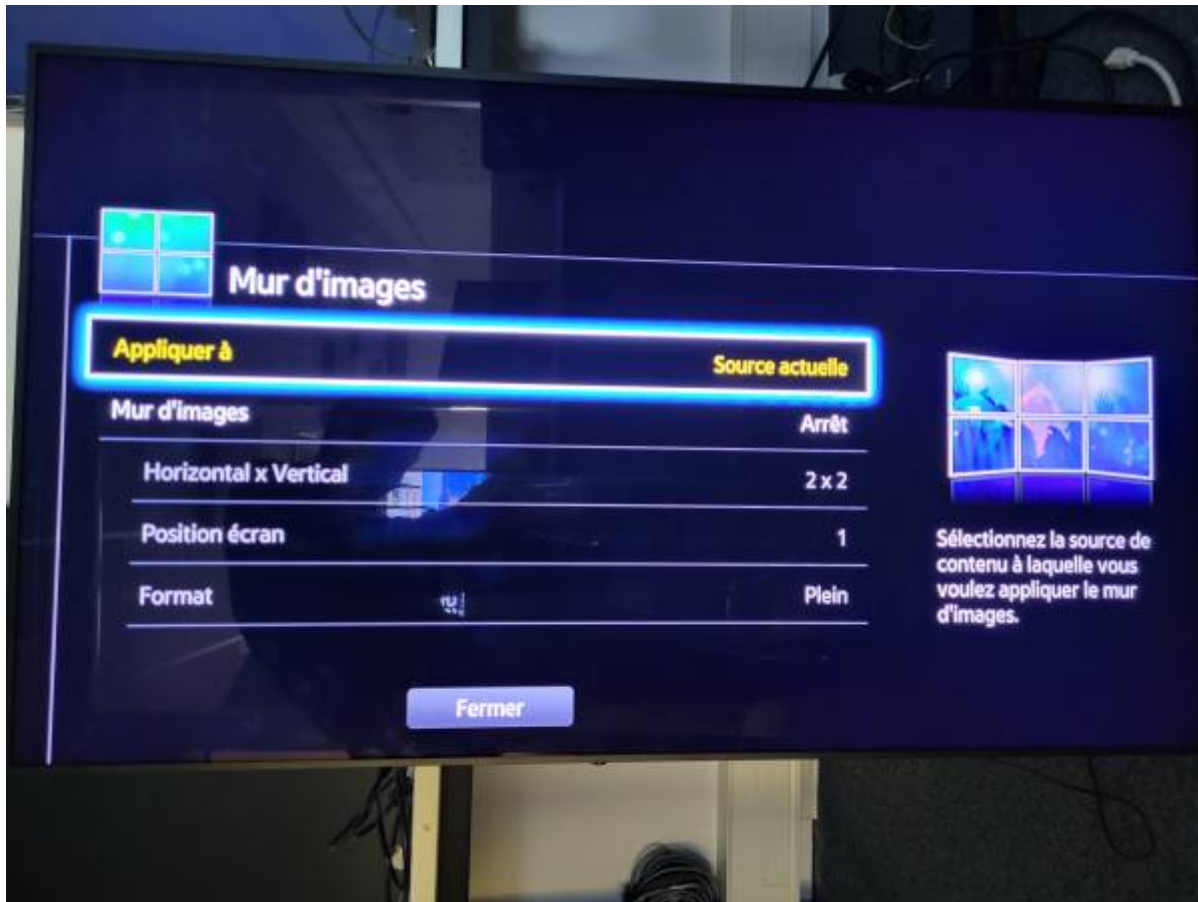 Mur d'images
Appliquer à Source actuelle
Mur d'images Arrêt
Horizontal x Vertical 2 x 2
Position écran 1
Format Plein
Sélectionnez la source de
contenu à laquelle vous
voulez appliquer le mur
d'images.
Fermer